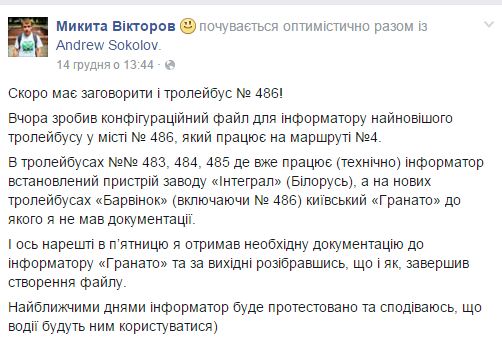 Микита Вікторов почувається оптимістично разом із
Andrew Sokolov.
14 грудня о 13:44 ·
Скоро має заговорити і тролейбус № 486!
Вчора зробив конфігураційний файл для інформатору найновішого
тролейбусу у місті № 486, який працює на маршруті №4.
В тролейбусах №№ 483, 484, 485 де вже працює (технічно) інформатор
встановлений пристрій заводу «Інтеграл» (Білорусь), а на нових
тролейбусах «Барвінок» (включаючи № 486) київський «Гранато» до
якого я не мав документації.
І ось нарешті в п'ятницю я отримав необхідну документацію до
інформатору «Гранато» та за вихідні розібравшись, що і як, завершив
створення файлу.
Найближчими днями інформатор буде протестовано та сподіваюсь, що
водії будуть ним користуватися)